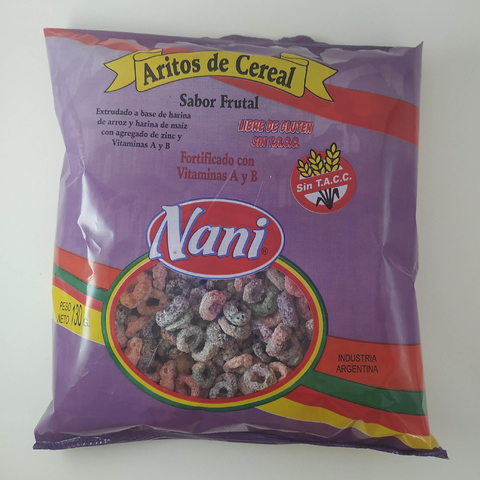 Aritos de Cereal
Sabor Frutal
Extrudado a base de harina
de arroz y harina de maíz
con agregado de zinc y
Vitaminas A y B
LIBRE DE GLUTEN
SIN T.A.C.C.
Fortificado con
Vitaminas A y B
Sin T.A.C.C.
Nani
®
PESO
NETO 130 G.
INDUSTRIA
ARGENTINA